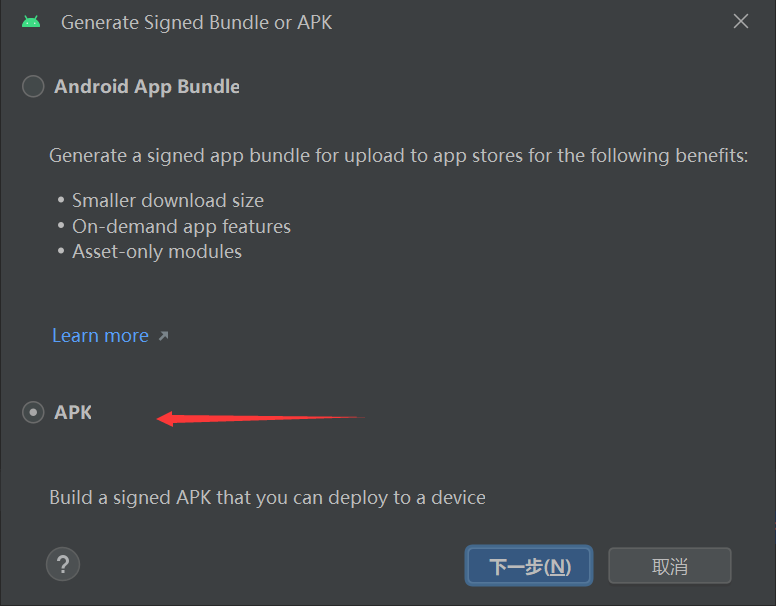 Generate Signed Bundle or APK
Android App Bundle
Generate a signed app bundle for upload to app stores for the following benefits:
• Smaller download size
• On-demand app features
• Asset-only modules
Learn more
APK
Build a signed APK that you can deploy to a device
? 下一步(N) 取消